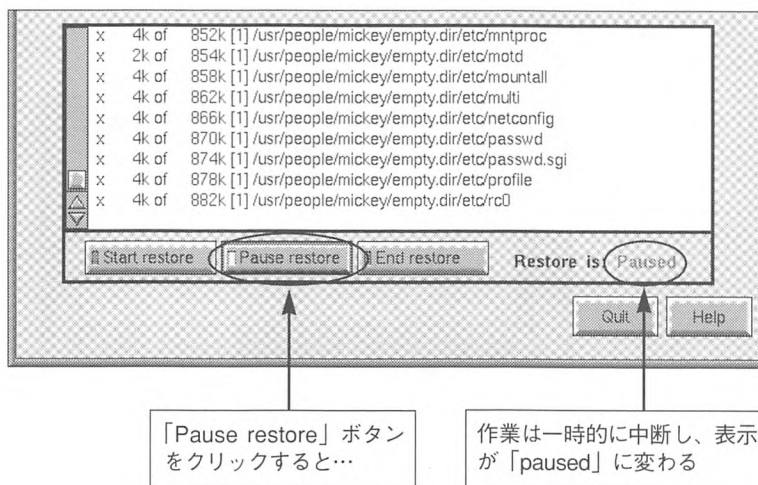 x 4k of 852k [1] /usr/people/mickey/empty.dir/etc/mntproc
x 2k of 854k [1] /usr/people/mickey/empty.dir/etc/motd
x 4k of 858k [1] /usr/people/mickey/empty.dir/etc/mountall
x 4k of 862k [1] /usr/people/mickey/empty.dir/etc/multi
x 4k of 866k [1] /usr/people/mickey/empty.dir/etc/netconfig
x 4k of 870k [1] /usr/people/mickey/empty.dir/etc/passwd
x 4k of 874k [1] /usr/people/mickey/empty.dir/etc/passwd.sgi
x 4k of 878k [1] /usr/people/mickey/empty.dir/etc/profile
x 4k of 882k [1] /usr/people/mickey/empty.dir/etc/rc0
Start restore Pause restore End restore Restore is: Paused
Quit Help
「Pause restore」ボタン
をクリックすると…
作業は一時的に中断し、表示
が「paused」に変わる